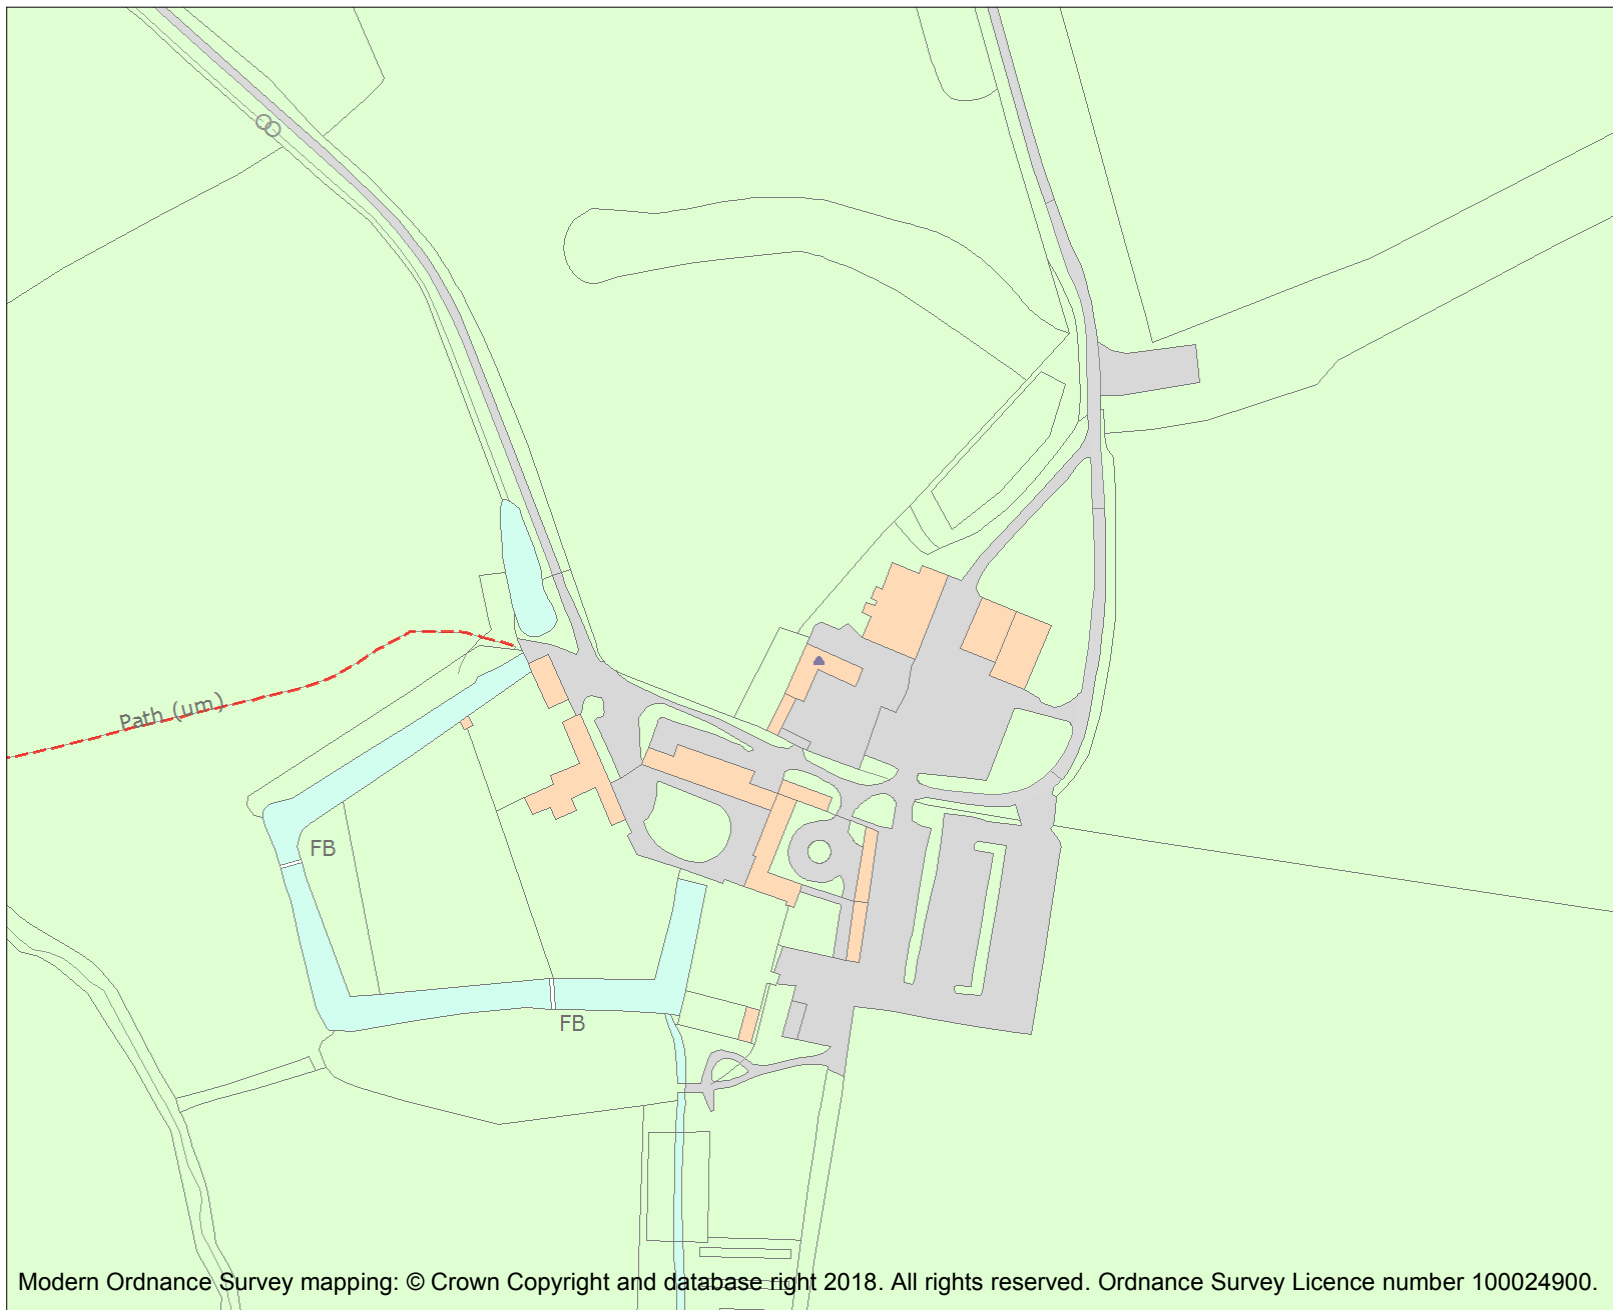 Path (um)
FB
FB
Modern Ordnance Survey mapping: © Crown Copyright and database right 2018. All rights reserved. Ordnance Survey Licence number 100024900.